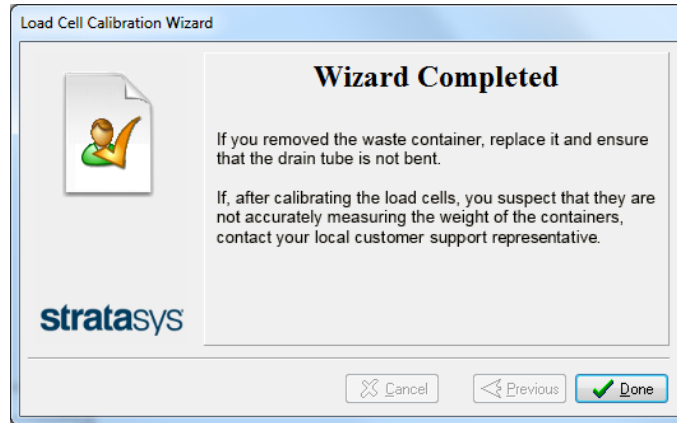 Load Cell Calibration Wizard
Wizard Completed
If you removed the waste container, replace it and ensure
that the drain tube is not bent.
If, after calibrating the load cells, you suspect that they are
not accurately measuring the weight of the containers,
contact your local customer support representative.
stratasys
Cancel
Previous
Done